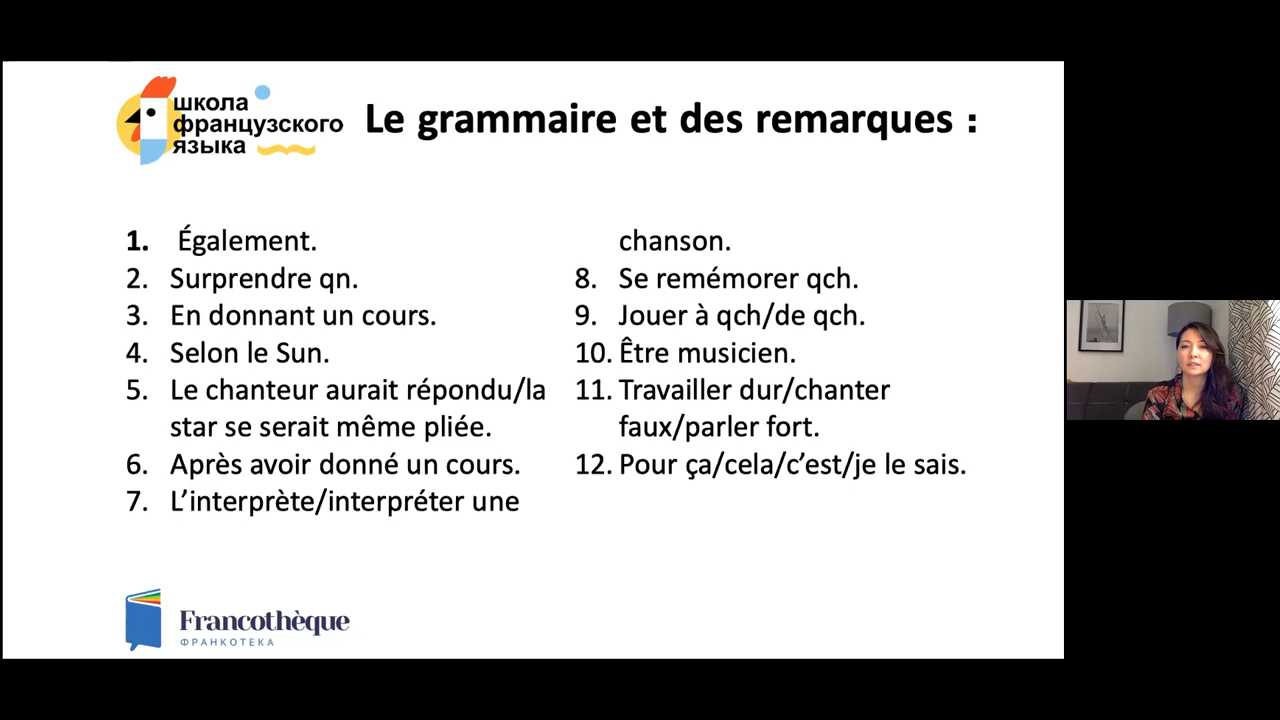 школа
французского
языка
Le grammaire et des remarques :
1. Également.
2. Surprendre qn.
3. En donnant un cours.
4. Selon le Sun.
5. Le chanteur aurait répondu/la
star se serait même pliée.
6. Après avoir donné un cours.
7. L’interprète/interpréter une
chanson.
8. Se remémorer qch.
9. Jouer à qch/de qch.
10. Être musicien.
11. Travailler dur/chanter
faux/parler fort.
12. Pour ça/cela/c’est/je le sais.
Francothèque
ФРАНКОТЕКА